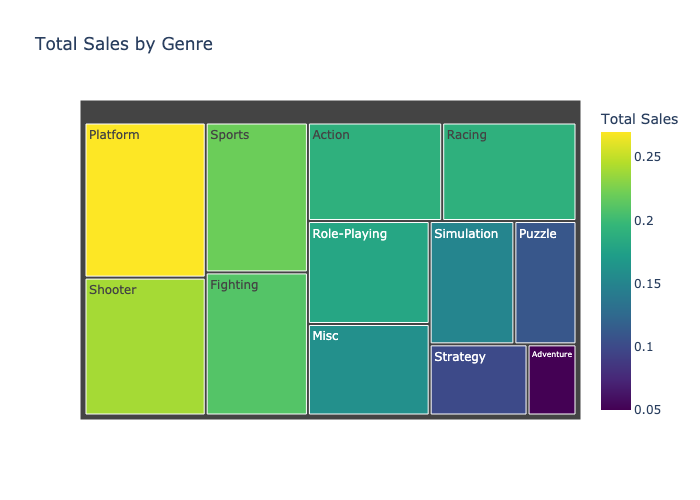 Total Sales by Genre
Platform
Sports
Action
Racing
Shooter
Fighting
Role-Playing
Simulation
Puzzle
Misc
Strategy
Adventure
Total Sales
0.25
0.2
0.15
0.1
0.05